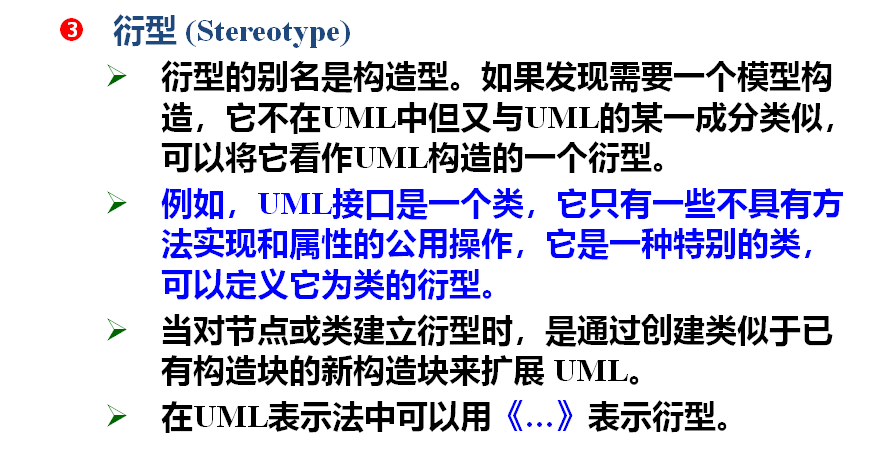 ❸ 衍型 (Stereotype)
➢ 衍型的别名是构造型。如果发现需要一个模型构
造，它不在UML中但又与UML的某一成分类似，
可以将它看作UML构造的一个衍型。
➢ 例如，UML接口是一个类，它只有一些不具有方
法实现和属性的公用操作，它是一种特别的类，
可以定义它为类的衍型。
➢ 当对节点或类建立衍型时，是通过创建类似于已
有构造块的新构造块来扩展 UML。
➢ 在UML表示法中可以用《…》表示衍型。